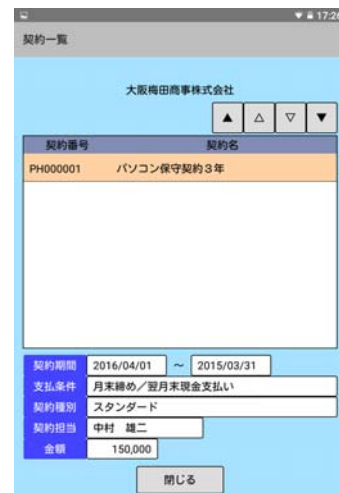 17:26
契約一覧
大阪梅田商事株式会社
▲ △ ▽ ▼
契約番号 契約名
PH000001 パソコン保守契約3年
契約期間 2016/04/01 ~ 2015/03/31
支払条件 月末締め/翌月末現金支払い
契約種別 スタンダード
契約担当 中村 雄二
金額 150,000
閉じる